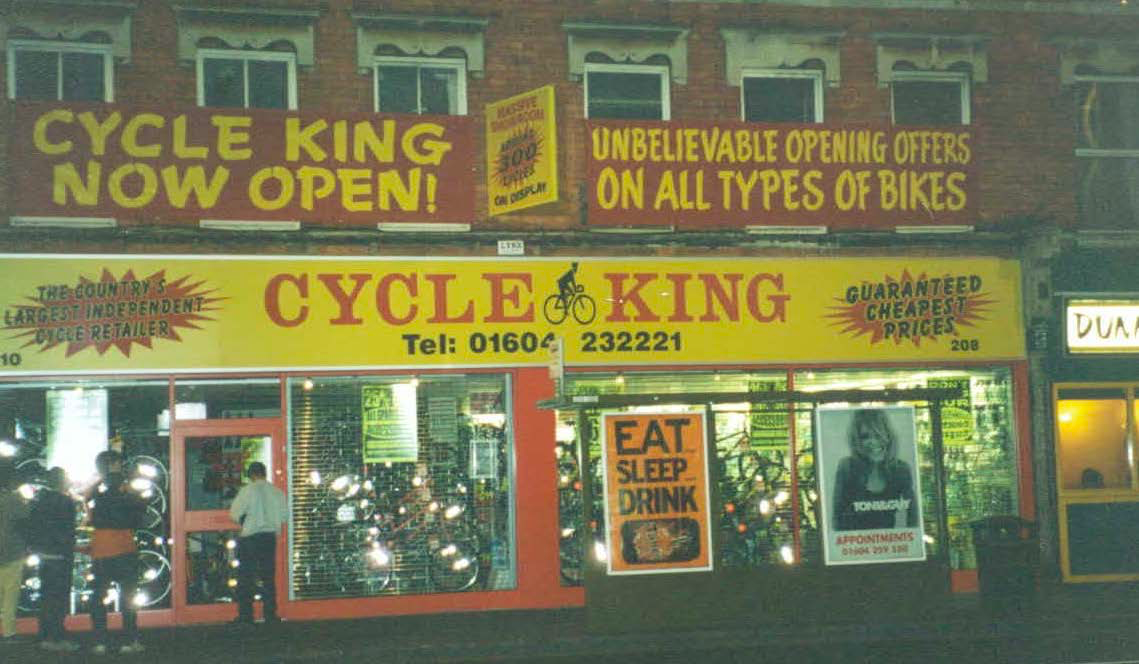 CYCLE KING
NOW OPEN!
MASSIVE
SHOWROOM
300
CYCLES
ON DISPLAY
UNBELIEVABLE OPENING OFFERS
ON ALL TYPES OF BIKES
THE COUNTRY'S
LARGEST INDEPENDENT
CYCLE RETAILER
10
CYCLE KING
Tel: 01604 232221
GUARANTEED
CHEAPEST
PRICES
208
EAT
SLEEP
DRINK
TONI&GUY
APPOINTMENTS